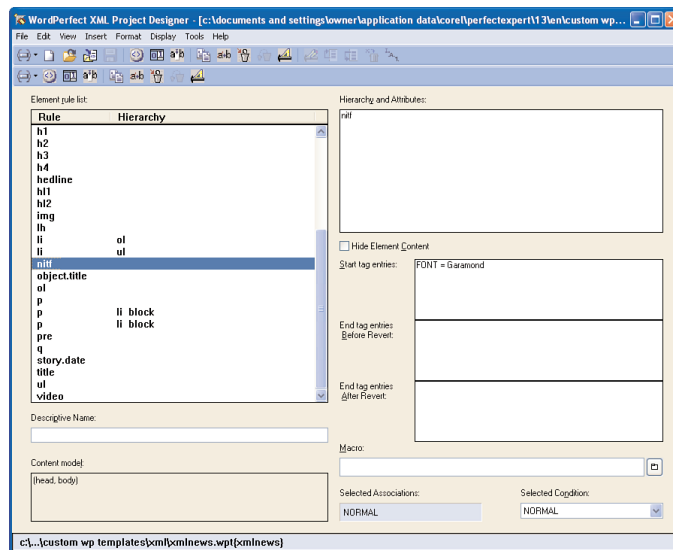 WordPerfect XML Project Designer - [c:\documents and settings\owner\application data\corel\perfectexpert\13\en\custom wp...
File Edit View Insert Format Display Tools Help
Element rule list:
Rule Hierarchy
h1
h2
h3
h4
hedline
hl1
hl2
img
lh
li ol
li ul
nitf
object.title
ol
p
p li block
p li block
pre
q
story.date
title
ul
video
Descriptive Name:
Content model:
(head, body)
Hierarchy and Attributes:
nitf
Hide Element Content
Start tag entries:
FONT = Garamond
End tag entries
Before Revert:
End tag entries
After Revert:
Macro:
Selected Associations:
NORMAL
Selected Condition:
NORMAL
c:\...\custom wp templates\xml\xmlnews.wpt{xmlnews}